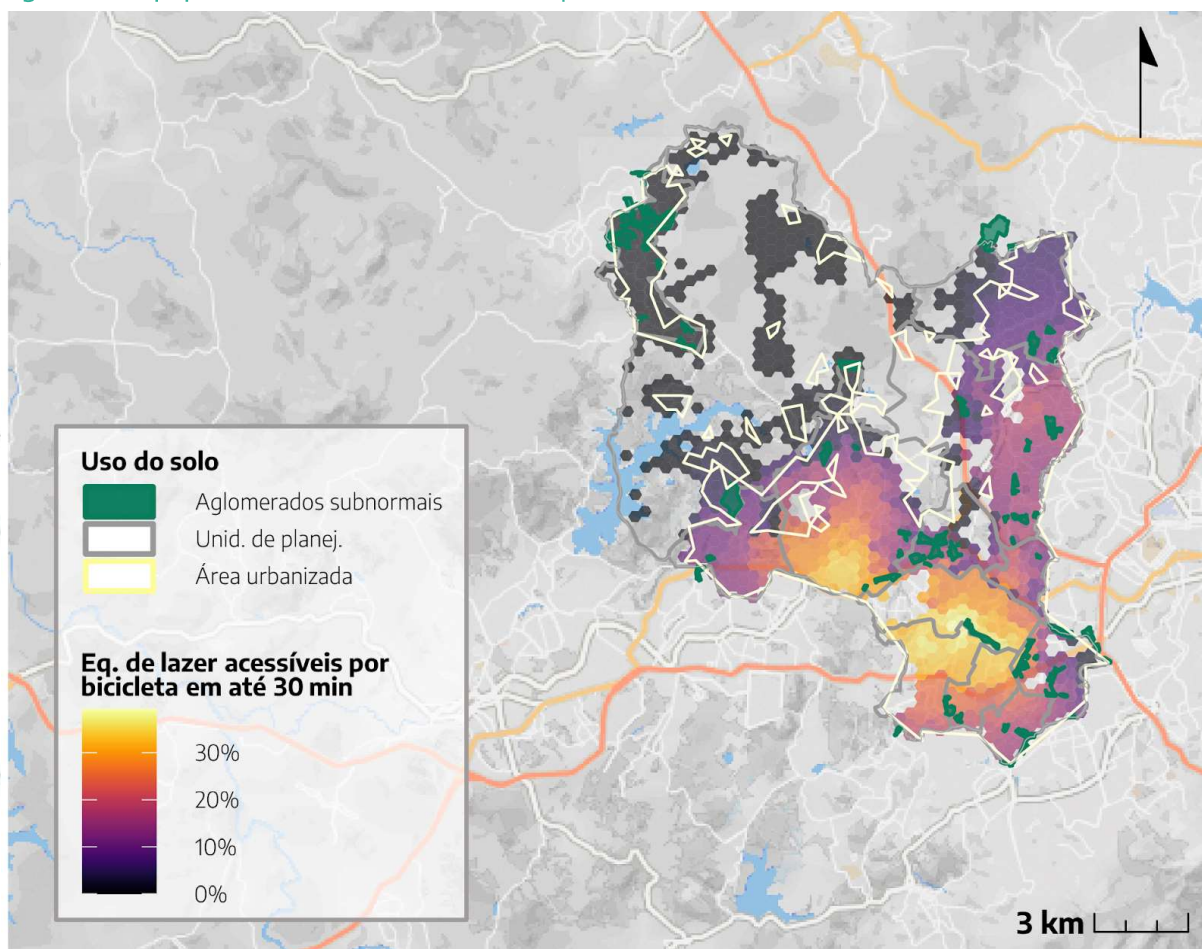 Uso do solo
Aglomerados subnormais
Unid. de planej.
Área urbanizada
Eq. de lazer acessíveis por
bicicleta em até 30 min
30%
20%
10%
0%
3 km